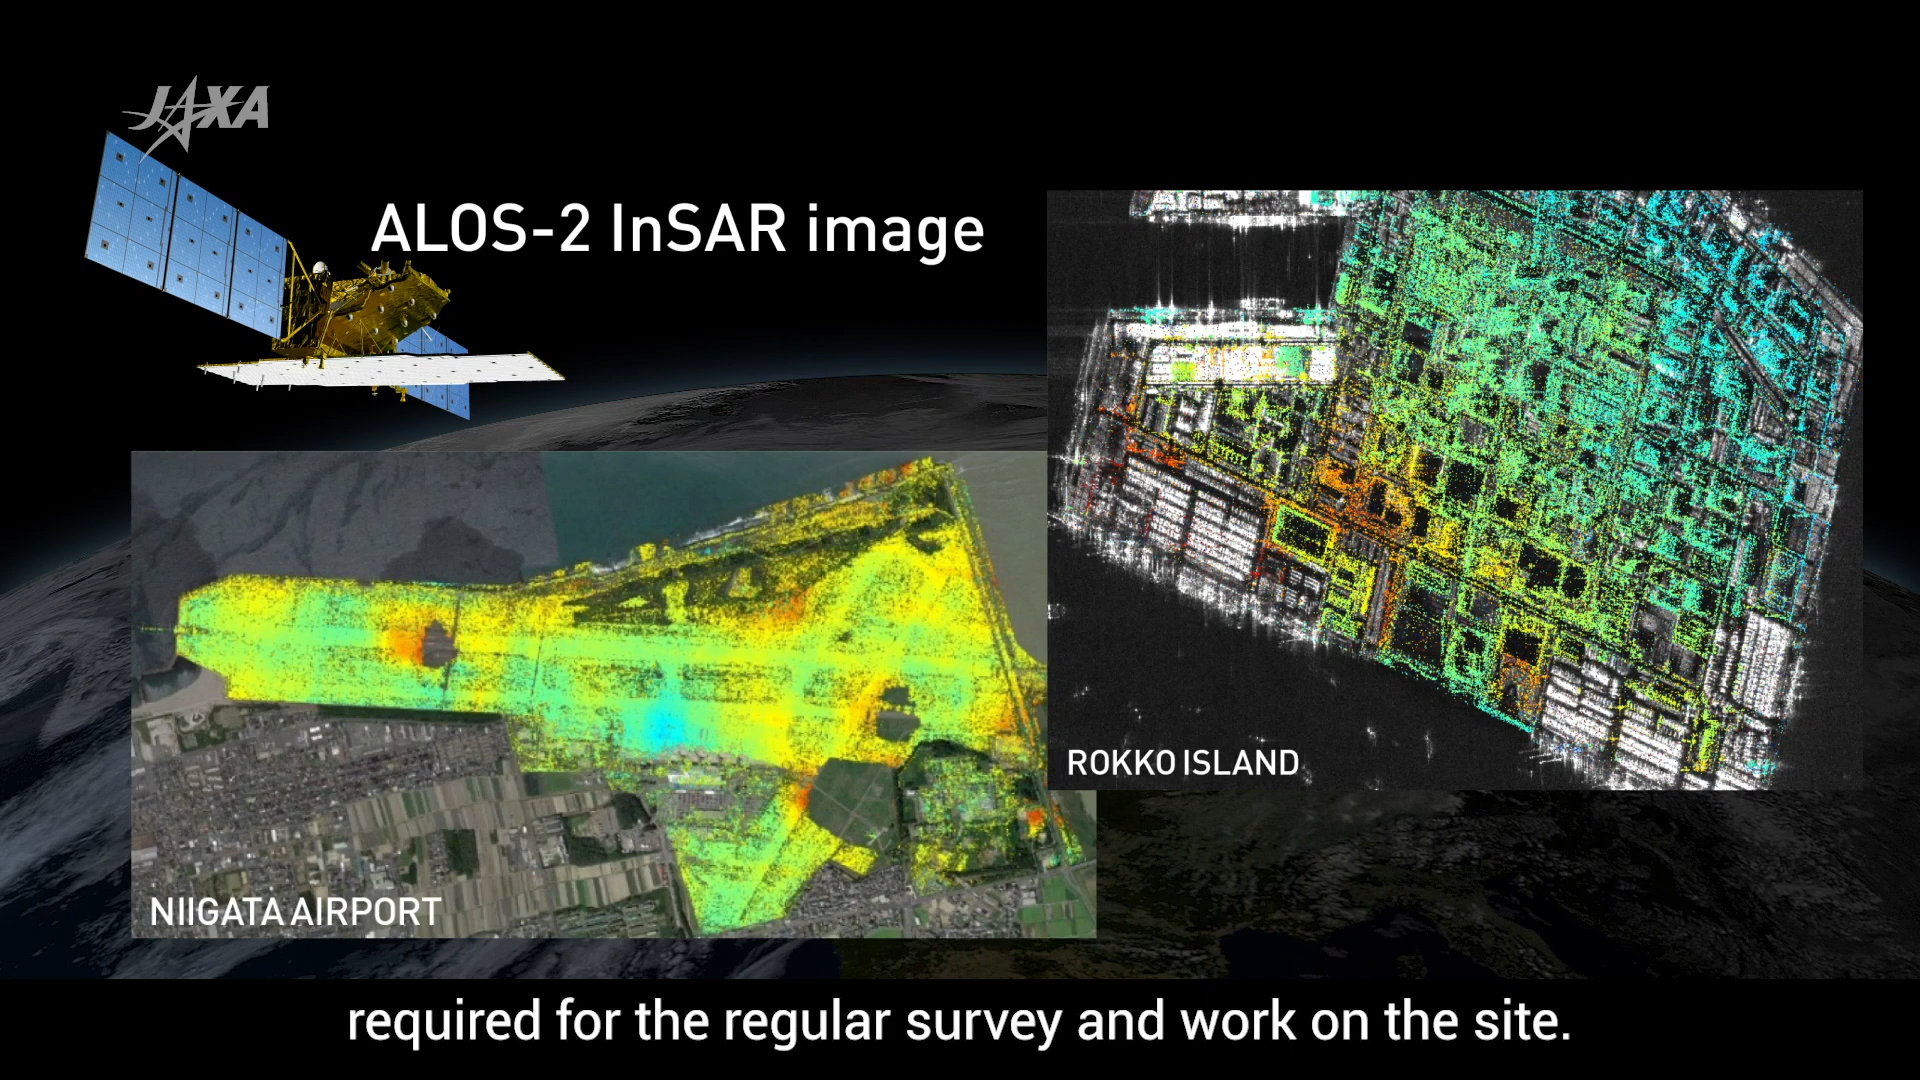 JAXA
ALOS-2 InSAR image
ROKKO ISLAND
NIIGATA AIRPORT
required for the regular survey and work on the site.